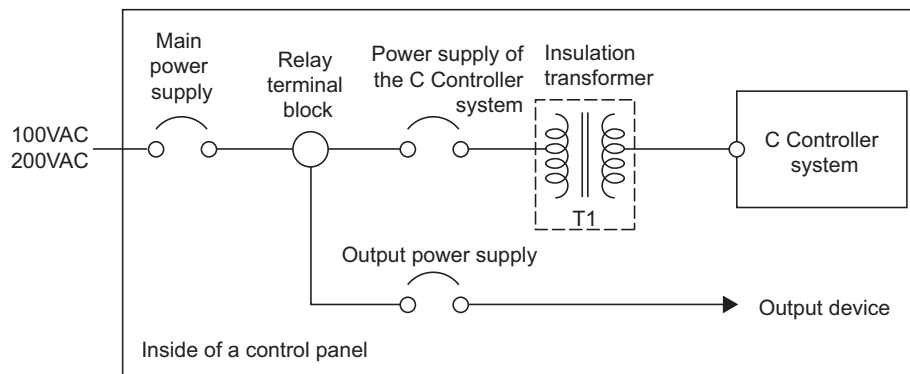 Main
power
supply
Relay
terminal
block
Power supply of
the C Controller
system
Insulation
transformer
100VAC
200VAC
C Controller
system
T1
Output power supply
Output device
Inside of a control panel